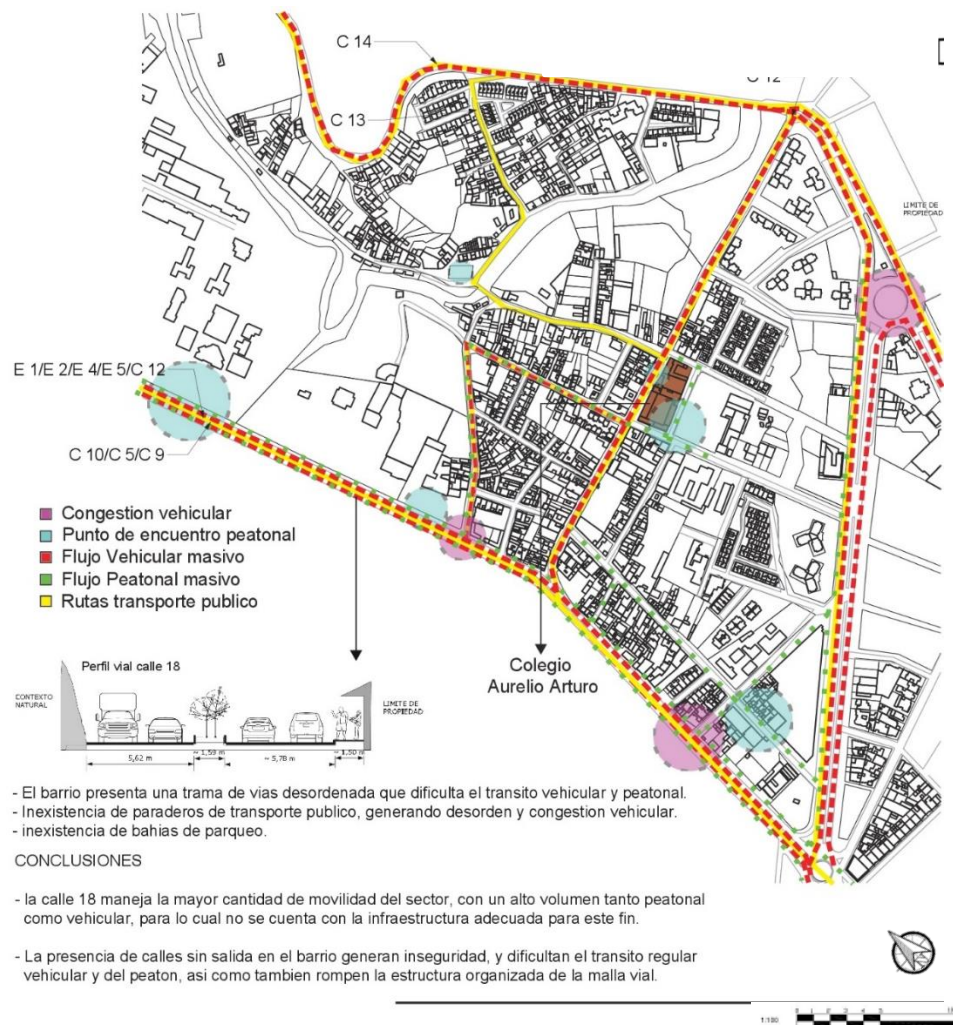 C 14
C 12
C 13
LIMITE DE
PROPIEDAD
E 1/E 2/E 4/E 5/C 12
C 10/C 5/C 9
Congestion vehicular
Punto de encuentro peatonal
Flujo Vehicular masivo
Flujo Peatonal masivo
Rutas transporte publico
Colegio
Aurelio Arturo
Perfil vial calle 18
CONTEXTO
NATURAL
LIMITE DE
PROPIEDAD
5,62 m
1,59 m
5,78 m
1,50 m
- El barrio presenta una trama de vias desordenada que dificulta el transito vehicular y peatonal.
- Inexistencia de paraderos de transporte publico, generando desorden y congestion vehicular.
- inexistencia de bahias de parqueo.
CONCLUSIONES
- la calle 18 maneja la mayor cantidad de movilidad del sector, con un alto volumen tanto peatonal
como vehicular, para lo cual no se cuenta con la infraestructura adecuada para este fin.
- La presencia de calles sin salida en el barrio generan inseguridad, y dificultan el transito regular
vehicular y del peaton, asi como tambien rompen la estructura organizada de la malla vial.
1:100
0 1 2 3 4 5